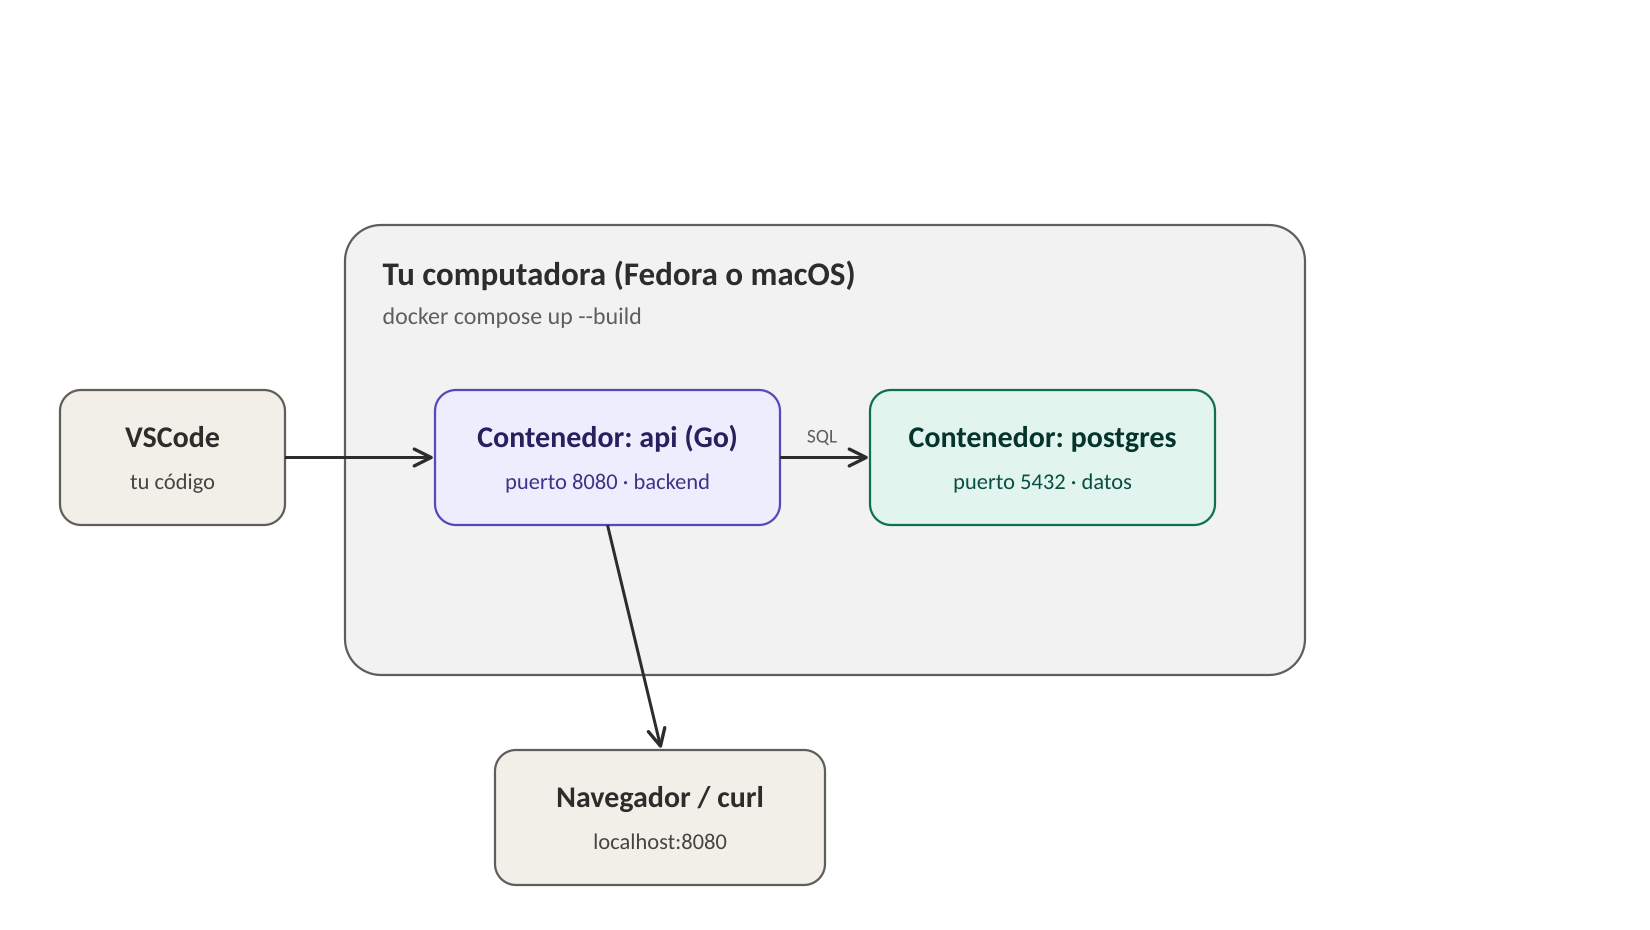 Tu computadora (Fedora o macOS)
docker compose up --build
VSCode
tu código
Contenedor: api (Go)
puerto 8080 · backend
SQL
Contenedor: postgres
puerto 5432 · datos
Navegador / curl
localhost:8080